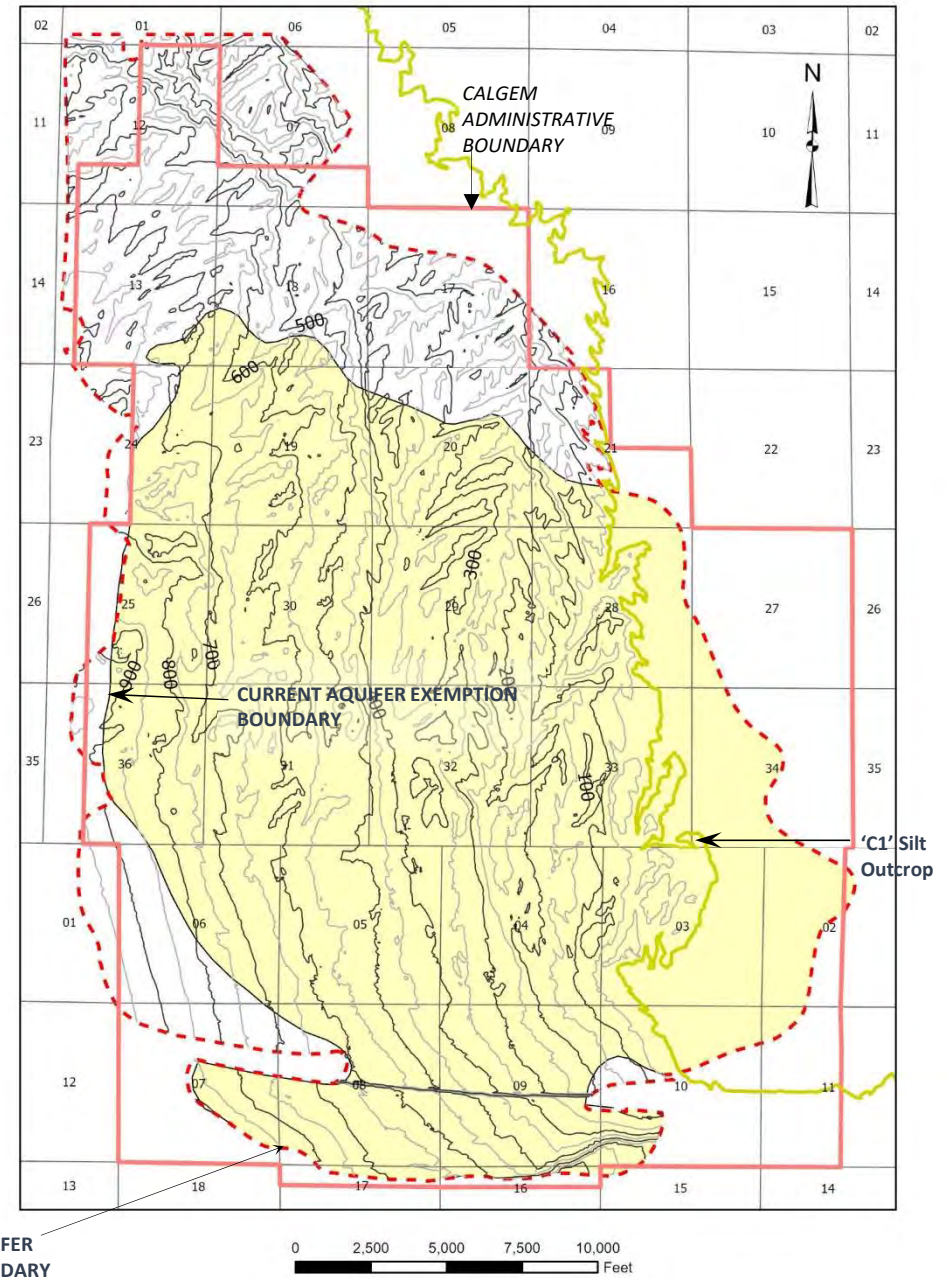 02 01 06 05 04 03 02
N
CALGEM
ADMINISTRATIVE
BOUNDARY
11 12 07 08 09 10 11
14 13 18 17 16 15 14
500
600
23 24 19 20 21 22 23
300
26 25 30 29 28 27 26
900 800 700 200
CURRENT AQUIFER EXEMPTION
BOUNDARY
35 36 31 32 33 34 35
100
'C1' Silt
Outcrop
01 06 05 04 03 02
12 07 08 09 10 11
13 18 17 16 15 14
FER
DARY
0 2,500 5,000 7,500 10,000
Feet